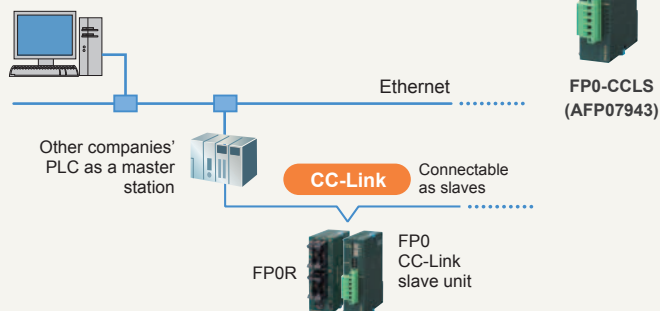 Ethernet
FP0-CCLS
(AFP07943)
Other companies'
PLC as a master
station
CC-Link
Connectable
as slaves
FP0R
FP0
CC-Link
slave unit